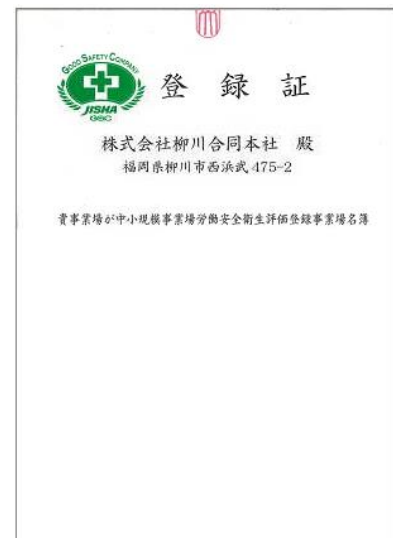 GOOD SAFETY COMPANY
JISHA
GSC
登録証
株式会社柳川合同本社 殿
福岡県柳川市西浜武475-2
貴事業場が中小規模事業場労働安全衛生評価登録事業場名簿